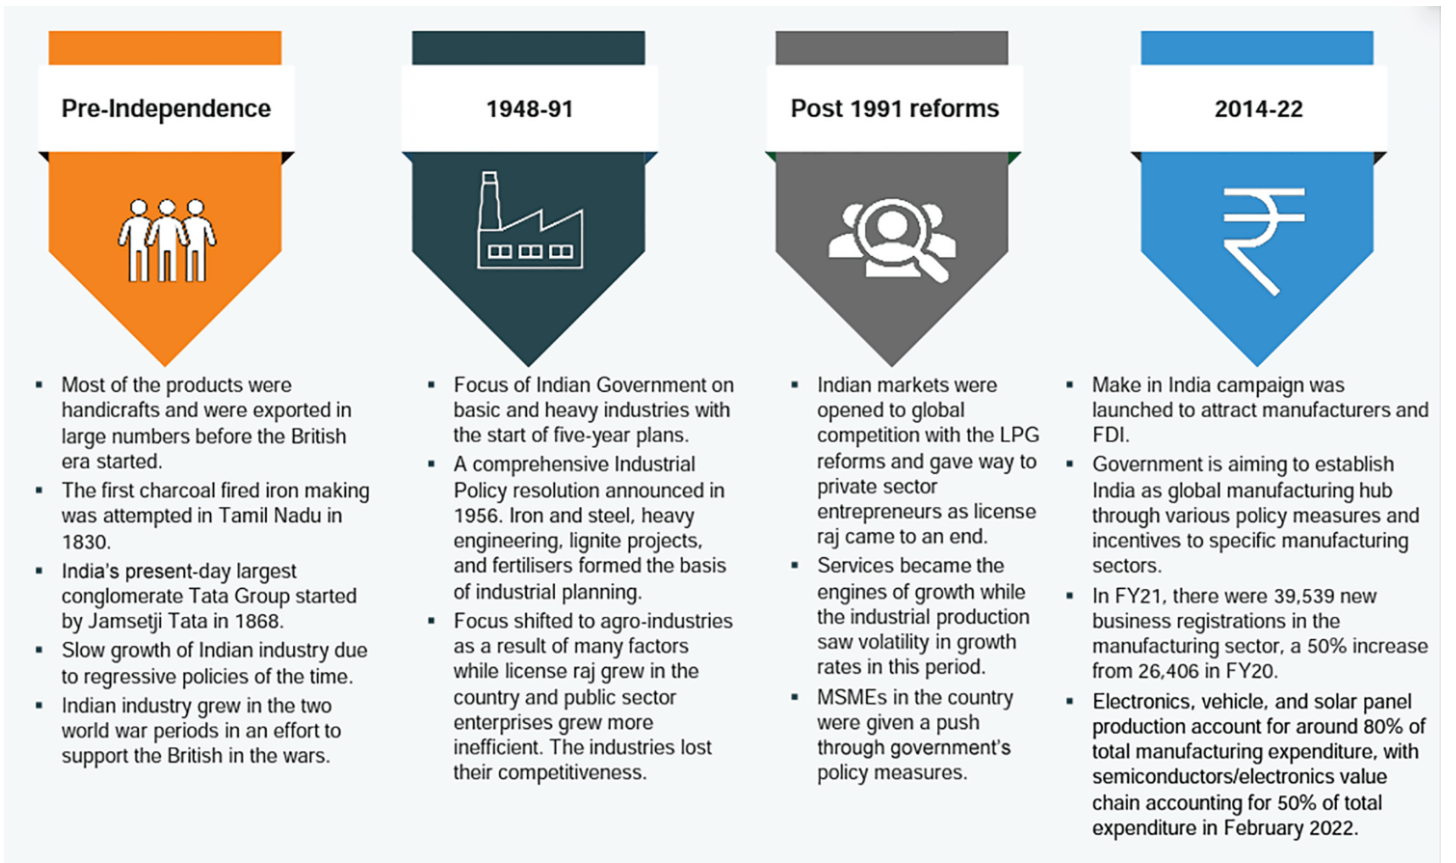 Pre-Independence
▪ Most of the products were
handicrafts and were exported in
large numbers before the British
era started.
▪ The first charcoal fired iron making
was attempted in Tamil Nadu in
1830.
▪ India's present-day largest
conglomerate Tata Group started
by Jamsetji Tata in 1868.
▪ Slow growth of Indian industry due
to regressive policies of the time.
▪ Indian industry grew in the two
world war periods in an effort to
support the British in the wars.
1948-91
▪ Focus of Indian Government on
basic and heavy industries with
the start of five-year plans.
▪ A comprehensive Industrial
Policy resolution announced in
1956. Iron and steel, heavy
engineering, lignite projects,
and fertilisers formed the basis
of industrial planning.
▪ Focus shifted to agro-industries
as a result of many factors
while license raj grew in the
country and public sector
enterprises grew more
inefficient. The industries lost
their competitiveness.
Post 1991 reforms
▪ Indian markets were
opened to global
competition with the LPG
reforms and gave way to
private sector
entrepreneurs as license
raj came to an end.
▪ Services became the
engines of growth while
the industrial production
saw volatility in growth
rates in this period.
▪ MSMEs in the country
were given a push
through government's
policy measures.
2014-22
₹
▪ Make in India campaign was
launched to attract manufacturers and
FDI.
▪ Government is aiming to establish
India as global manufacturing hub
through various policy measures and
incentives to specific manufacturing
sectors.
▪ In FY21, there were 39,539 new
business registrations in the
manufacturing sector, a 50% increase
from 26,406 in FY20.
▪ Electronics, vehicle, and solar panel
production account for around 80% of
total manufacturing expenditure, with
semiconductors/electronics value
chain accounting for 50% of total
expenditure in February 2022.